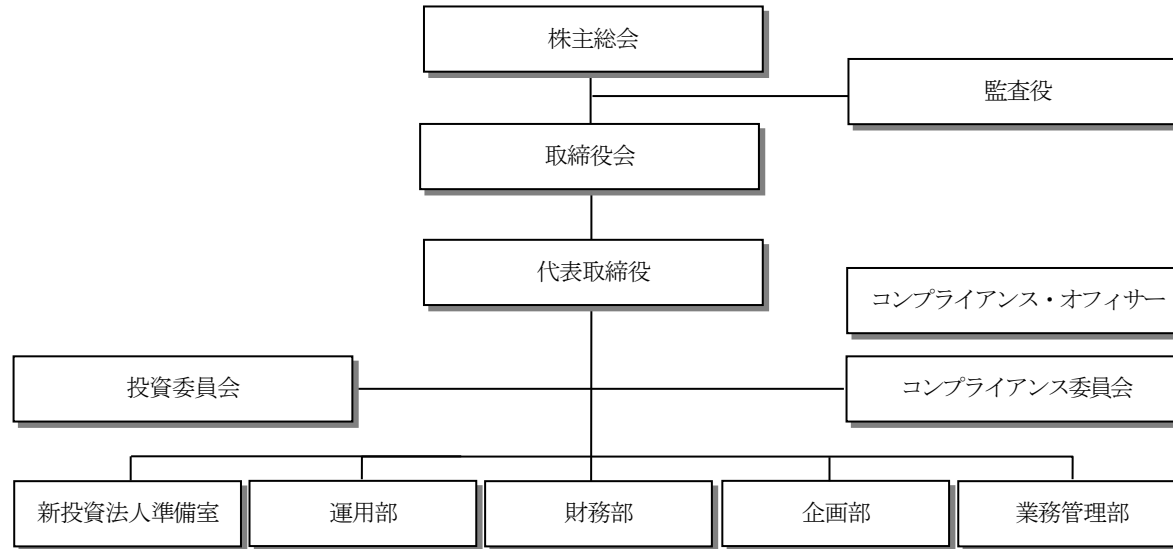 株主総会
監査役
取締役会
代表取締役
コンプライアンス・オフィサー
投資委員会
コンプライアンス委員会
新投資法人準備室
運用部
財務部
企画部
業務管理部